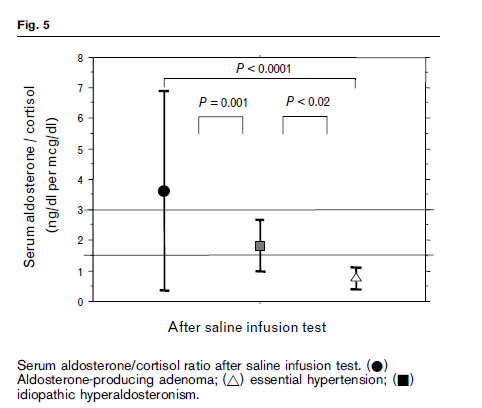 Fig. 5
8
P < 0.0001
7
P = 0.001
P < 0.02
6
5
4
3
2
1
0
Serum aldosterone / cortisol
(ng/dl per mcg/dl)
After saline infusion test
Serum aldosterone/cortisol ratio after saline infusion test. (●)
Aldosterone-producing adenoma; (△) essential hypertension; (■)
idiopathic hyperaldosteronism.